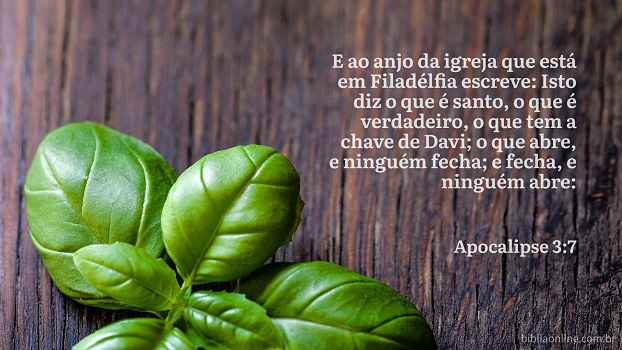 E ao anjo da igreja que está
em Filadélfia escreve: Isto
diz o que é santo, o que é
verdadeiro, o que tem a
chave de Davi; o que abre,
e ninguém fecha; e fecha, e
ninguém abre:
Apocalipse 3:7
bibliaonline.com.br